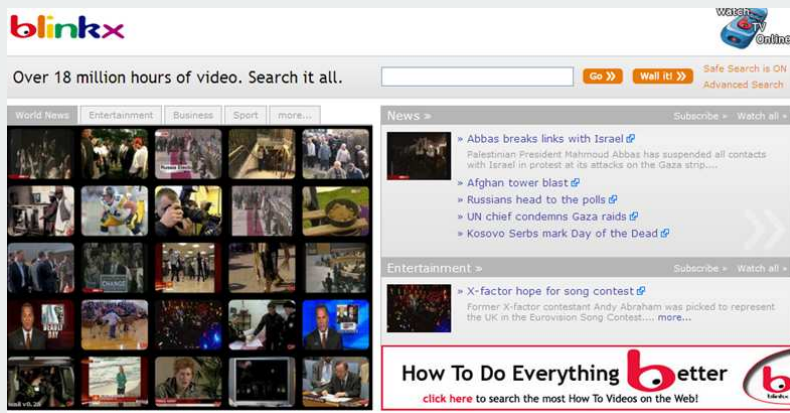 blinkx
Watch
TV
Online
Over 18 million hours of video. Search it all.
Go »
Wall it! »
Safe Search is ON
Advanced Search
World News
Entertainment
Business
Sport
more...
News »
Subscribe »
Watch all »
» Abbas breaks links with Israel
Palestinian President Mahmoud Abbas has suspended all contacts
with Israel in protest at its attacks on the Gaza strip....
» Afghan tower blast
» Russians head to the polls
» UN chief condemns Gaza raids
» Kosovo Serbs mark Day of the Dead
Entertainment »
Subscribe »
Watch all »
» X-factor hope for song contest
Former X-factor contestant Andy Abraham was picked to represent
the UK in the Eurovision Song Contest.... more...
CHANGE
DEADLY
DAY
How To Do Everything better
click here to search the most How To Videos on the Web!
b
blinkx